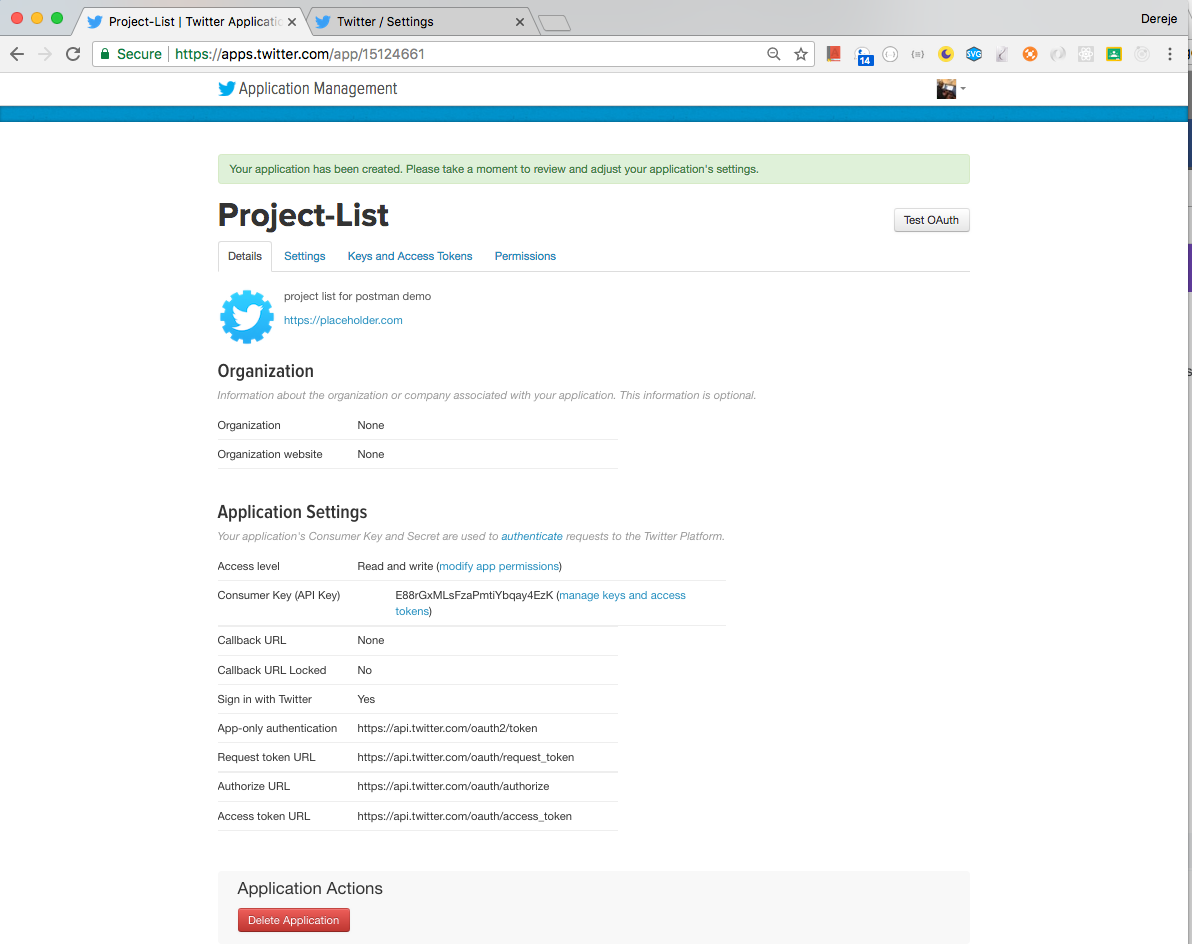 Project-List | Twitter Applicatio
Twitter / Settings
Dereje
Secure
https://apps.twitter.com/app/15124661
14
SVG
Application Management
Your application has been created. Please take a moment to review and adjust your application's settings.
Project-List
Test OAuth
Details
Settings
Keys and Access Tokens
Permissions
project list for postman demo
https://placeholder.com
Organization
Information about the organization or company associated with your application. This information is optional.
Organization None
Organization website None
Application Settings
Your application's Consumer Key and Secret are used to authenticate requests to the Twitter Platform.
Access level Read and write (modify app permissions)
Consumer Key (API Key) E88rGxMLsFzaPmtiYbqay4EzK (manage keys and access
tokens)
Callback URL None
Callback URL Locked No
Sign in with Twitter Yes
App-only authentication https://api.twitter.com/oauth2/token
Request token URL https://api.twitter.com/oauth/request_token
Authorize URL https://api.twitter.com/oauth/authorize
Access token URL https://api.twitter.com/oauth/access_token
Application Actions
Delete Application